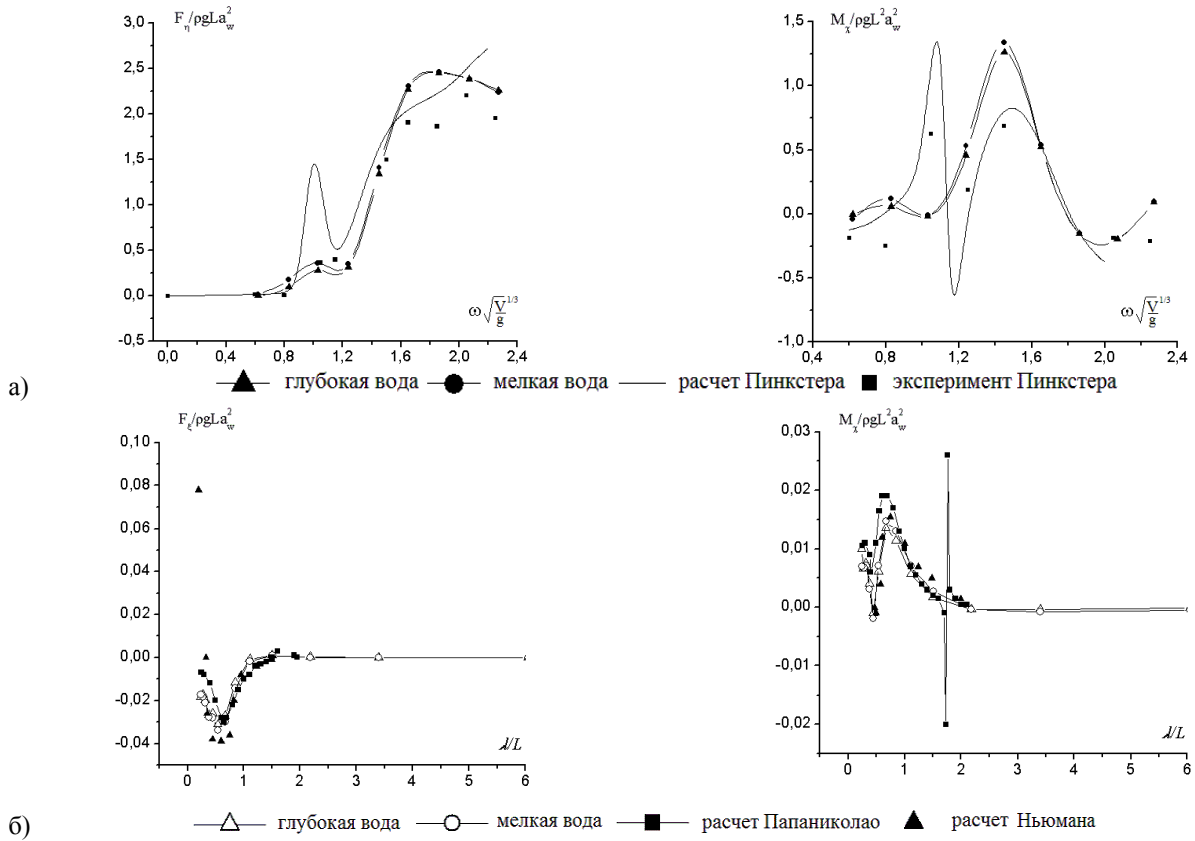 F_η/ρgLa_w^2
3,0
2,5
2,0
1,5
1,0
0,5
0,0
-0,5
0,0 0,4 0,8 1,2 1,6 2,0 2,4
ω√V/g 1/3
M_χ/ρgL^2a_w^2
1,5
1,0
0,5
0,0
-0,5
-1,0
0,4 0,8 1,2 1,6 2,0 2,4
ω√V/g 1/3
а) глубокая вода мелкая вода расчет Пинкстера эксперимент Пинкстера
F_ξ/ρgLa_w^2
0,10
0,08
0,06
0,04
0,02
0,00
-0,02
-0,04
0 1 2 3 4 5 6
λ/L
M_χ/ρgL^2a_w^2
0,03
0,02
0,01
0,00
-0,01
-0,02
0 1 2 3 4 5 6
λ/L
б) глубокая вода мелкая вода расчет Папаниколао расчет Ньюмана